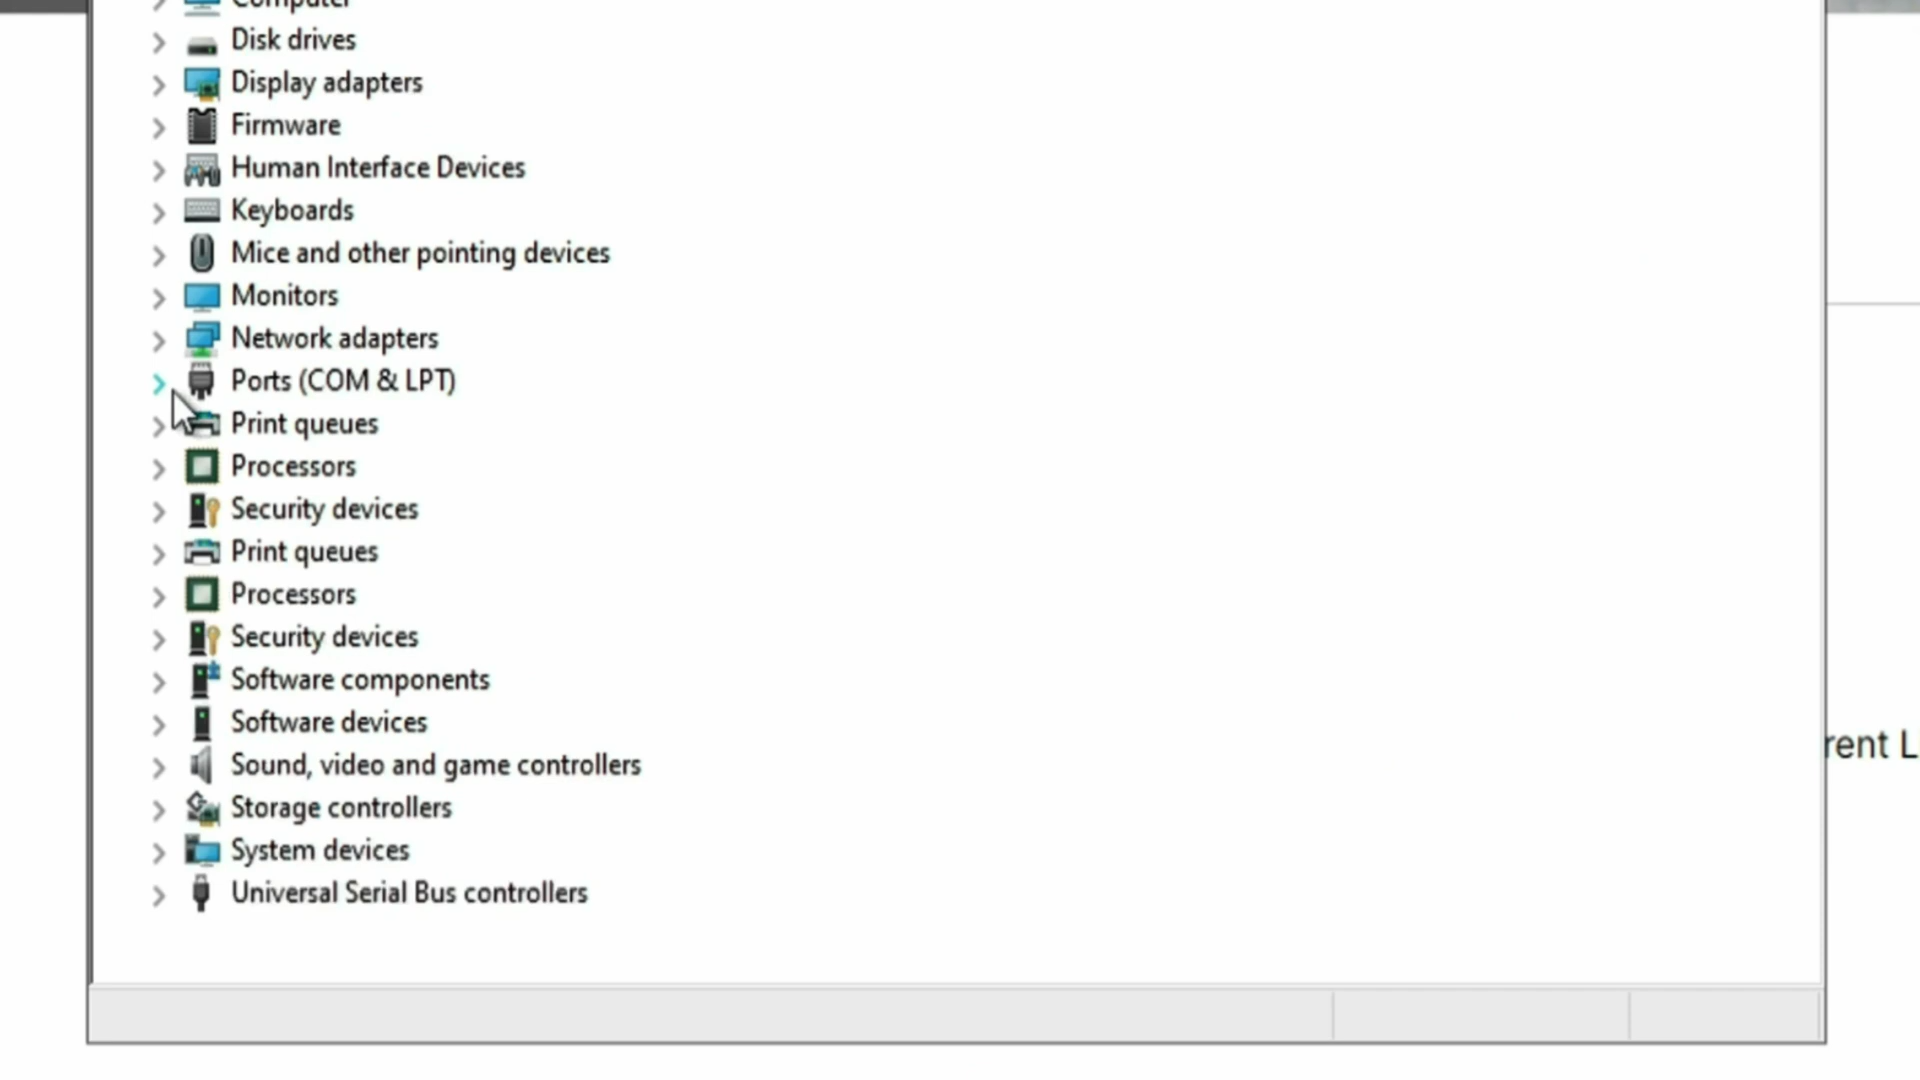 Computer
Disk drives
Display adapters
Firmware
Human Interface Devices
Keyboards
Mice and other pointing devices
Monitors
Network adapters
Ports (COM & LPT)
Print queues
Processors
Security devices
Print queues
Processors
Security devices
Software components
Software devices
rent L
Sound, video and game controllers
Storage controllers
System devices
Universal Serial Bus controllers